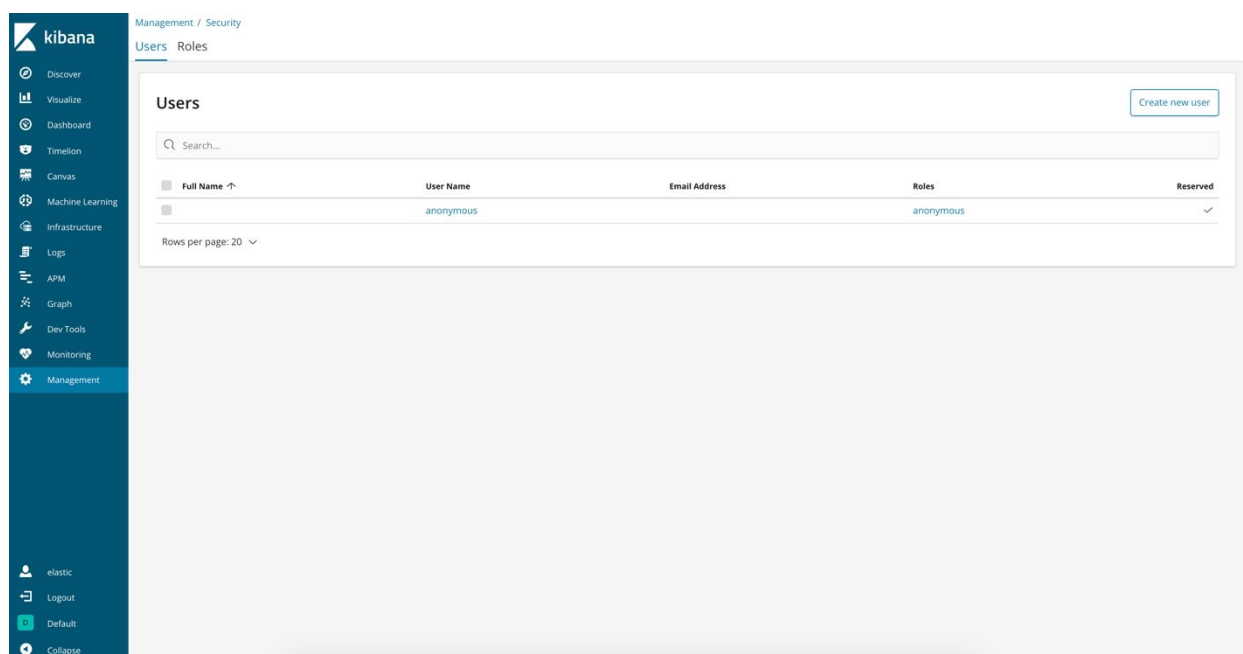 kibana
Discover
Visualize
Dashboard
Timelion
Canvas
Machine Learning
Infrastructure
Logs
APM
Graph
Dev Tools
Monitoring
Management
elastic
Logout
D Default
Collapse
Management / Security
Users Roles
Users
Create new user
Search...
Full Name ↑ User Name Email Address Roles Reserved
anonymous anonymous
Rows per page: 20